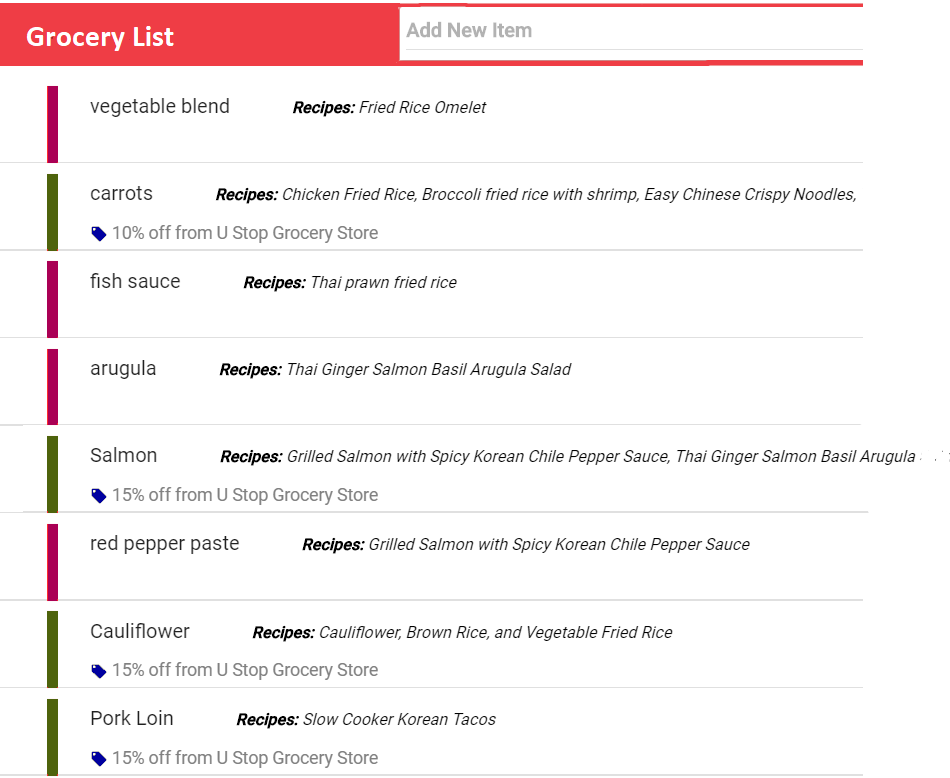 Grocery List
Add New Item
vegetable blend Recipes: Fried Rice Omelet
carrots Recipes: Chicken Fried Rice, Broccoli fried rice with shrimp, Easy Chinese Crispy Noodles,
10% off from U Stop Grocery Store
fish sauce Recipes: Thai prawn fried rice
arugula Recipes: Thai Ginger Salmon Basil Arugula Salad
Salmon Recipes: Grilled Salmon with Spicy Korean Chile Pepper Sauce, Thai Ginger Salmon Basil Arugula
15% off from U Stop Grocery Store
red pepper paste Recipes: Grilled Salmon with Spicy Korean Chile Pepper Sauce
Cauliflower Recipes: Cauliflower, Brown Rice, and Vegetable Fried Rice
15% off from U Stop Grocery Store
Pork Loin Recipes: Slow Cooker Korean Tacos
15% off from U Stop Grocery Store